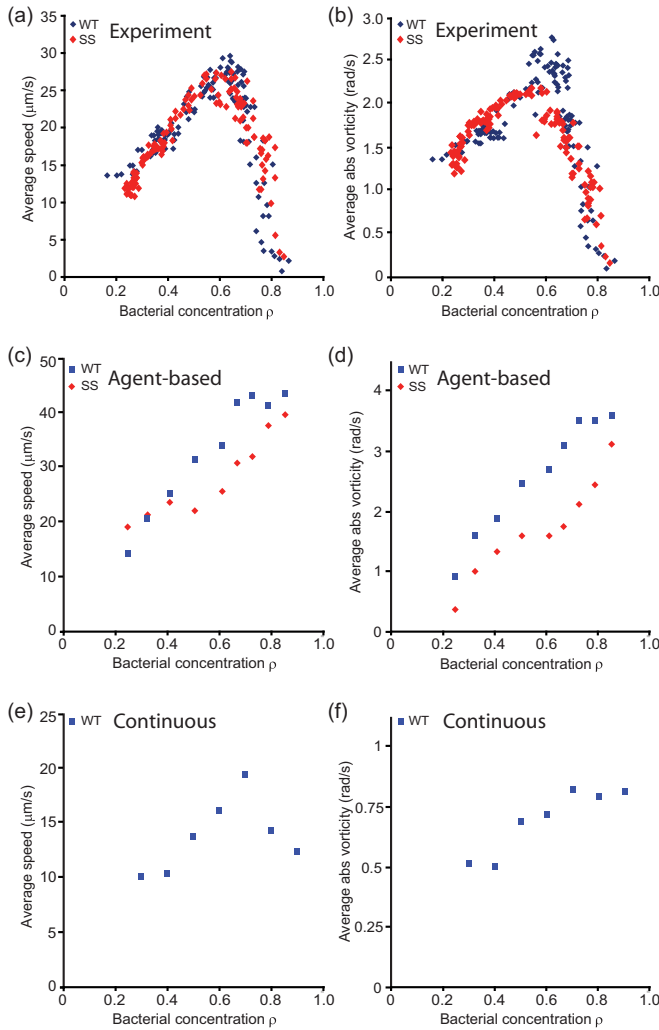 (a)
WT
SS
Experiment
Average speed (μm/s)
35
30
25
20
15
10
5
0
0
0.2
0.4
0.6
0.8
1.0
Bacterial concentration ρ
(b)
WT
SS
Experiment
Average abs vorticity (rad/s)
3.0
2.5
2.0
1.5
1.0
0.5
0
0
0.2
0.4
0.6
0.8
1.0
Bacterial concentration ρ
(c)
WT
SS
Agent-based
Average speed (μm/s)
50
40
30
20
10
0
0
0.2
0.4
0.6
0.8
1.0
Bacterial concentration ρ
(d)
WT
SS
Agent-based
Average abs vorticity (rad/s)
4
3
2
1
0
0
0.2
0.4
0.6
0.8
1.0
Bacterial concentration ρ
(e)
WT
Continuous
Average speed (μm/s)
25
20
15
10
5
0
0
0.2
0.4
0.6
0.8
1.0
Bacterial concentration ρ
(f)
WT
Continuous
Average abs vorticity (rad/s)
1
0.75
0.5
0.25
0
0
0.2
0.4
0.6
0.8
1.0
Bacterial concentration ρ